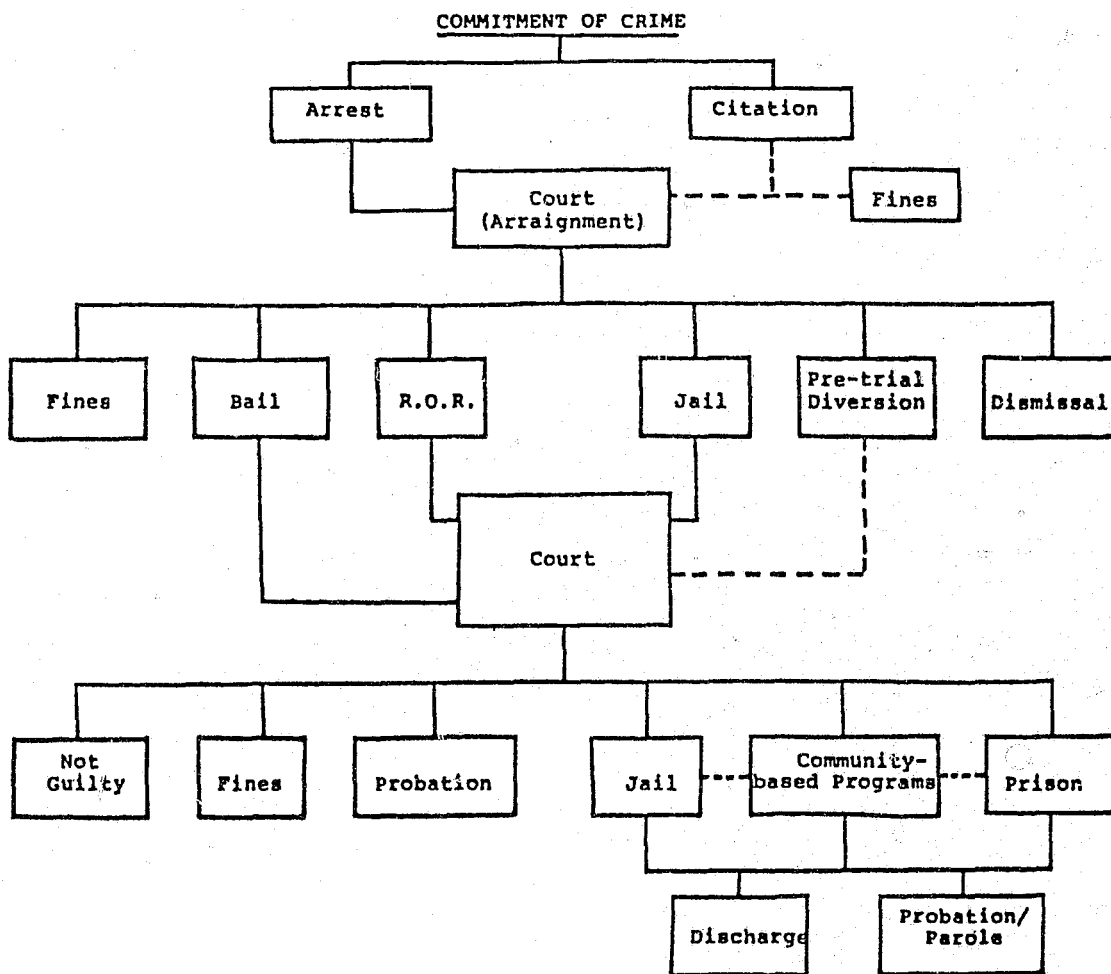 COMMITMENT OF CRIME
Arrest
Citation
Court
(Arraignment)
Fines
Fines
Bail
R.O.R.
Jail
Pre-trial
Diversion
Dismissal
Court
Not
Guilty
Fines
Probation
Jail
Community-
based Programs
Prison
Discharge
Probation/
Parole